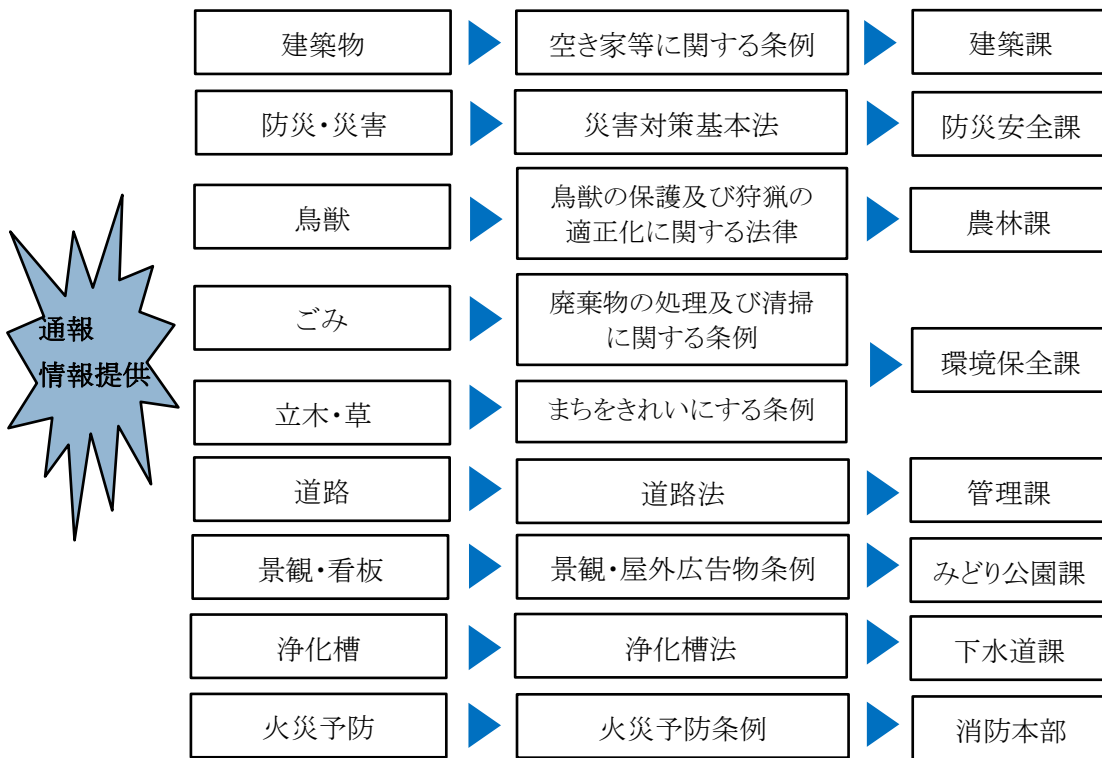 建築物
空き家等に関する条例
建築課
防災・災害
災害対策基本法
防災安全課
鳥獣
鳥獣の保護及び狩猟の
適正化に関する法律
農林課
通報
情報提供
ごみ
廃棄物の処理及び清掃
に関する条例
環境保全課
立木・草
まちをきれいにする条例
道路
道路法
管理課
景観・看板
景観・屋外広告物条例
みどり公園課
浄化槽
浄化槽法
下水道課
火災予防
火災予防条例
消防本部